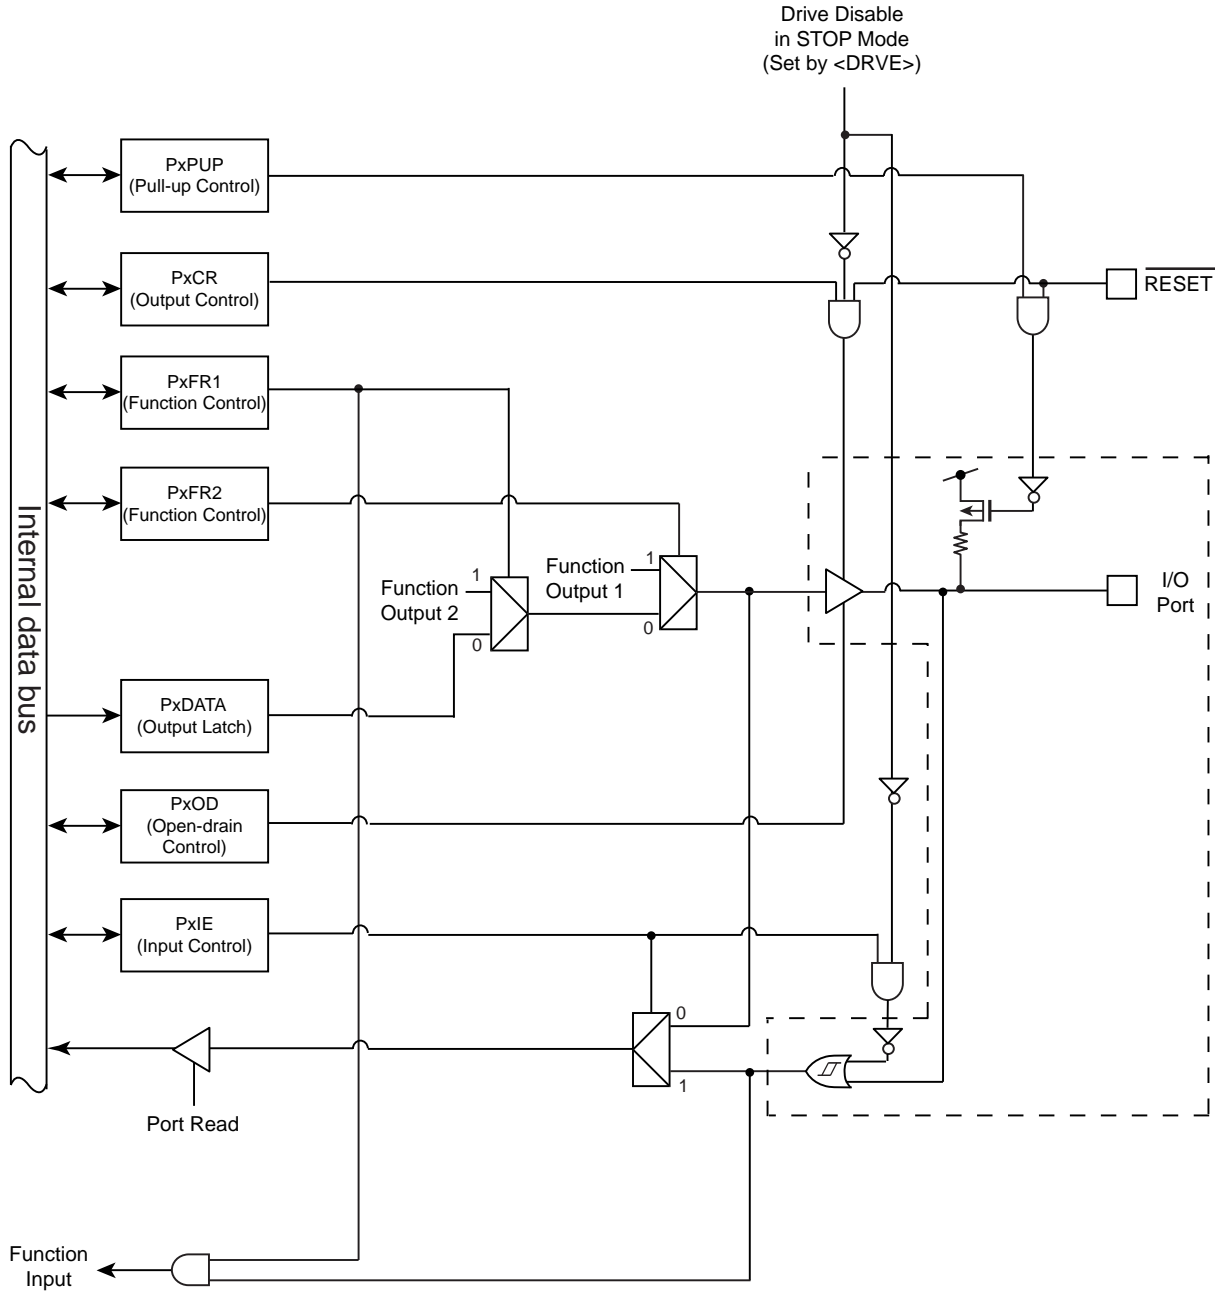 Drive Disable
in STOP Mode
(Set by <DRVE>)
PxPUP
(Pull-up Control)
PxCR
(Output Control)
RESET
PxFR1
(Function Control)
PxFR2
(Function Control)
Internal data bus
1
Function
Output 1
0
1
Function
Output 2
0
I/O
Port
PxDATA
(Output Latch)
PxOD
(Open-drain
Control)
PxIE
(Input Control)
0
1
Port Read
Function
Input